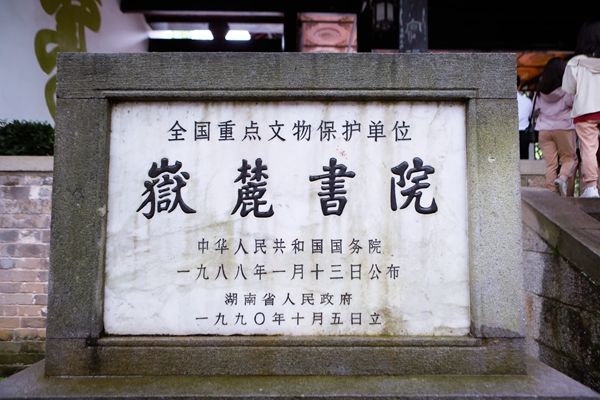 全国重点文物保护单位
嶽麓書院
中华人民共和国国务院
一九八八年一月十三日公布
湖南省人民政府
一九九〇年十月五日立